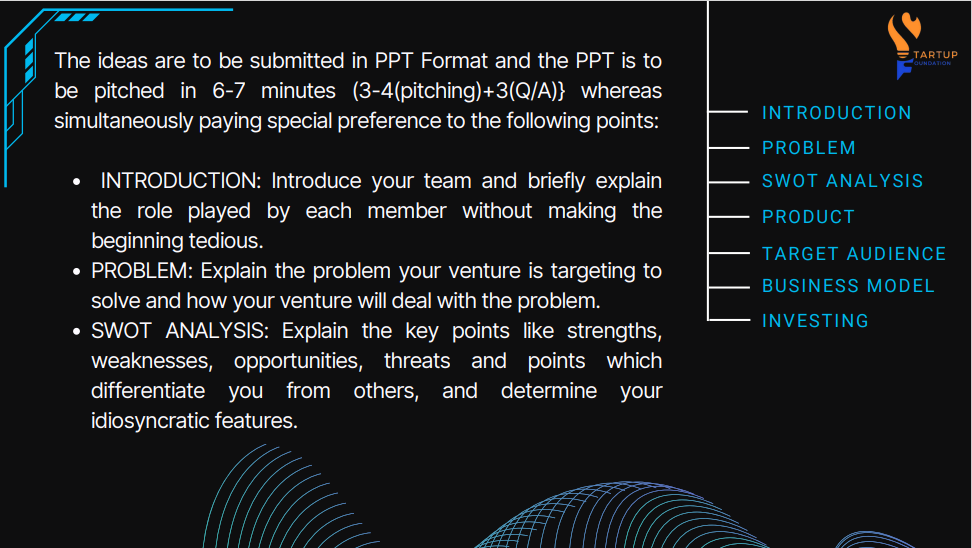 The ideas are to be submitted in PPT Format and the PPT is to
be pitched in 6-7 minutes (3-4(pitching)+3(Q/A)} whereas
simultaneously paying special preference to the following points:
• INTRODUCTION: Introduce your team and briefly explain
the role played by each member without making the
beginning tedious.
• PROBLEM: Explain the problem your venture is targeting to
solve and how your venture will deal with the problem.
• SWOT ANALYSIS: Explain the key points like strengths,
weaknesses, opportunities, threats and points which
differentiate you from others, and determine your
idiosyncratic features.
STARTUP
FOUNDATION
INTRODUCTION
PROBLEM
SWOT ANALYSIS
PRODUCT
TARGET AUDIENCE
BUSINESS MODEL
INVESTING